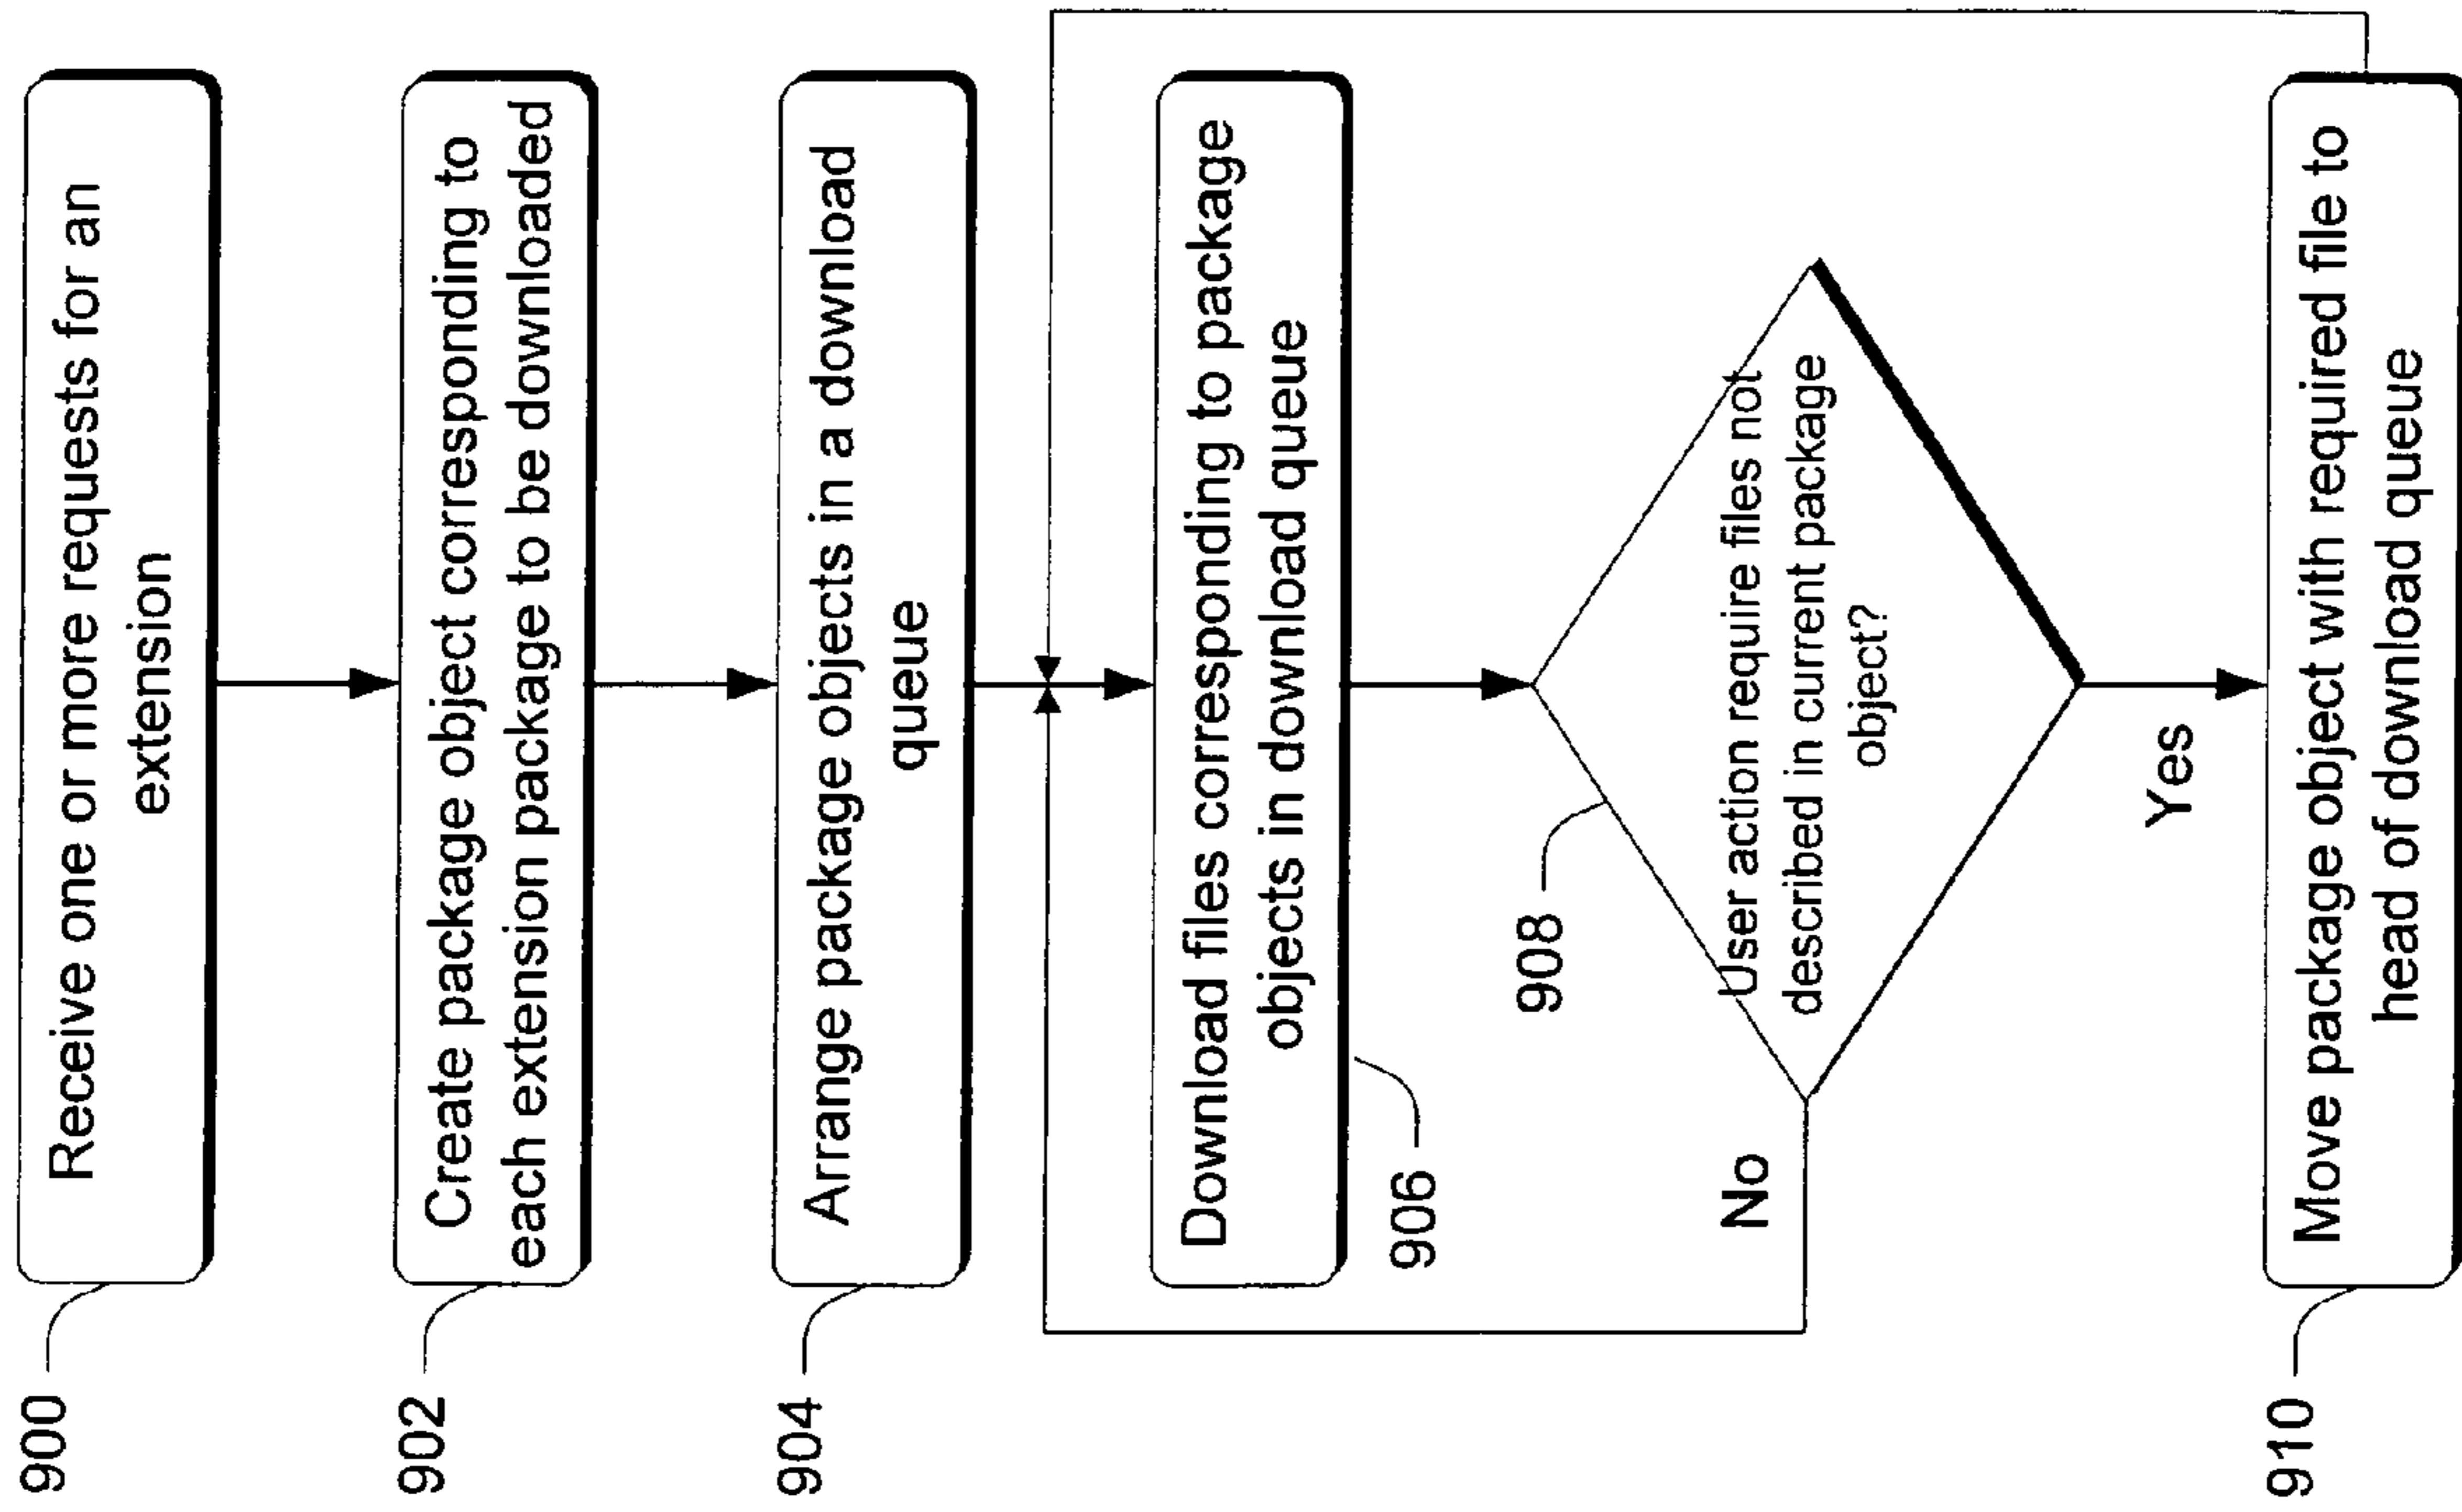 900
Receive one or more requests for an
extension
902
Create package object corresponding to
each extension package to be downloaded
904
Arrange package objects in a download
queue
Download files corresponding to package
objects in download queue
906
908
User action require files not
described in current package
object?
No
Yes
910
Move package object with required file to
head of download queue